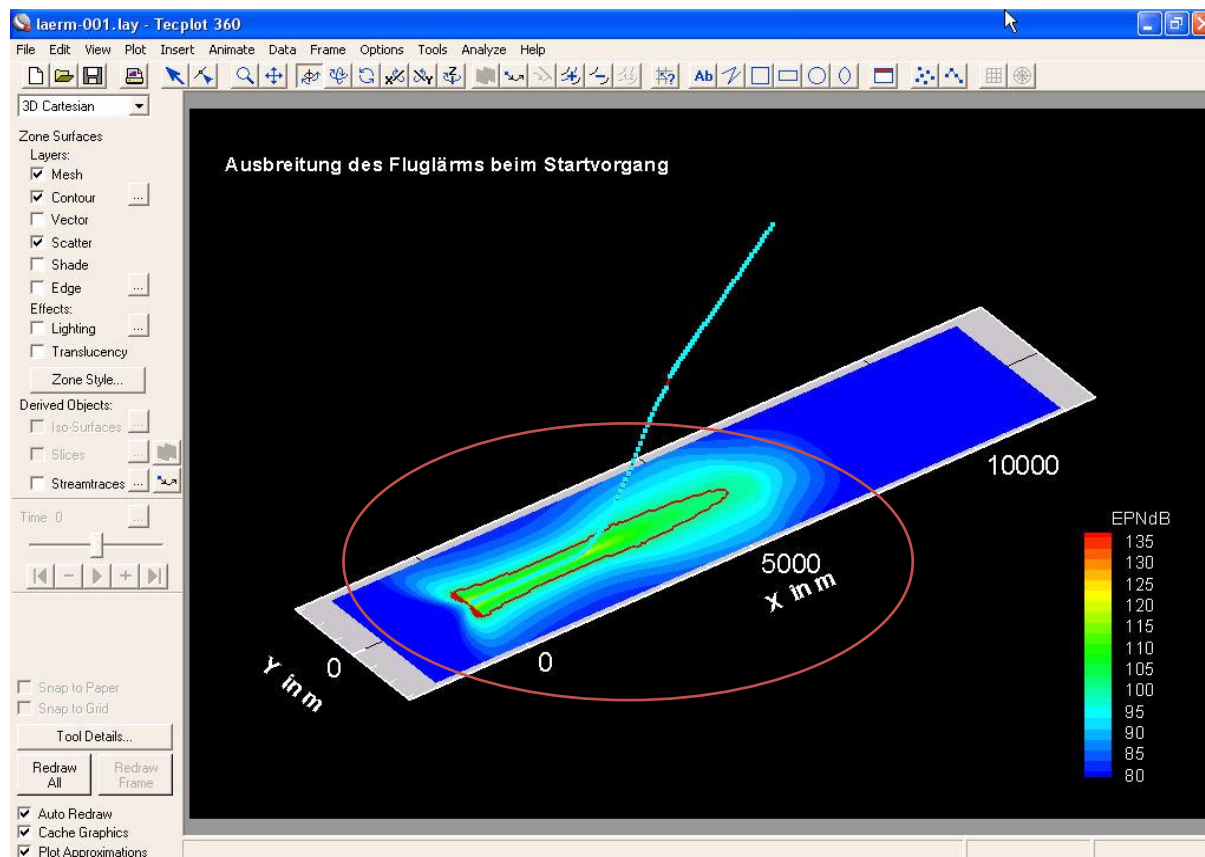 laerm-001.lay - Tecplot 360
File Edit View Plot Insert Animate Data Frame Options Tools Analyze Help
Ab
3D Cartesian
Zone Surfaces
Layers:
Mesh
Contour ...
Vector
Scatter
Shade
Edge ...
Effects:
Lighting ...
Translucency
Zone Style...
Derived Objects:
Iso-Surfaces ...
Slices ...
Streamtraces ...
Time 0 ...
Snap to Paper
Snap to Grid
Tool Details...
Redraw All
Redraw Frame
Auto Redraw
Cache Graphics
Plot Approximations
Ausbreitung des Fluglärms beim Startvorgang
10000
5000
X in m
0
0
Y in m
EPNdB
135
130
125
120
115
110
105
100
95
90
85
80